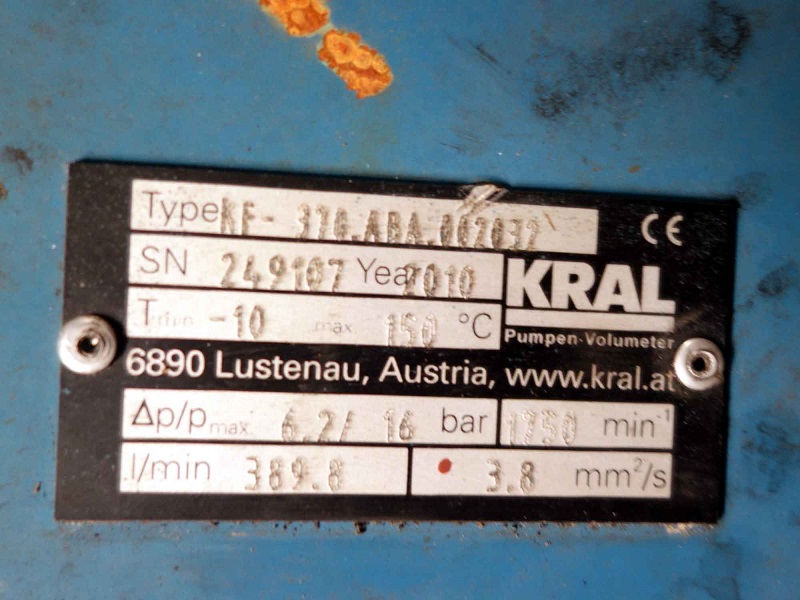 Type KF- 370.ABA.002032
CE
SN 249107 Year 2010
KRAL
Tmin -10 max 150 °C
Pumpen-Volumeter
6890 Lustenau, Austria, www.kral.at
Δp/pmax 6.2/ 16 bar 1750 min⁻¹
l/min 389.8 3.8 mm²/s